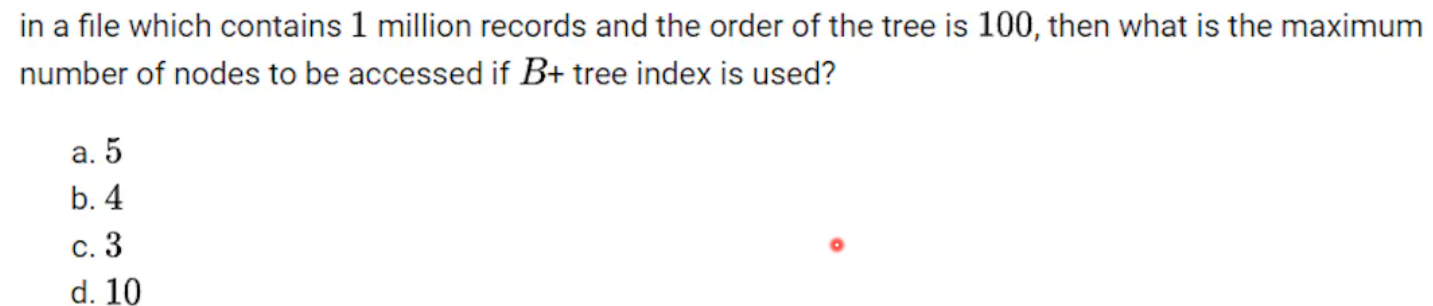 in a file which contains 1 million records and the order of the tree is 100, then what is the maximum
number of nodes to be accessed if B+ tree index is used?
a. 5
b. 4
c. 3
d. 10